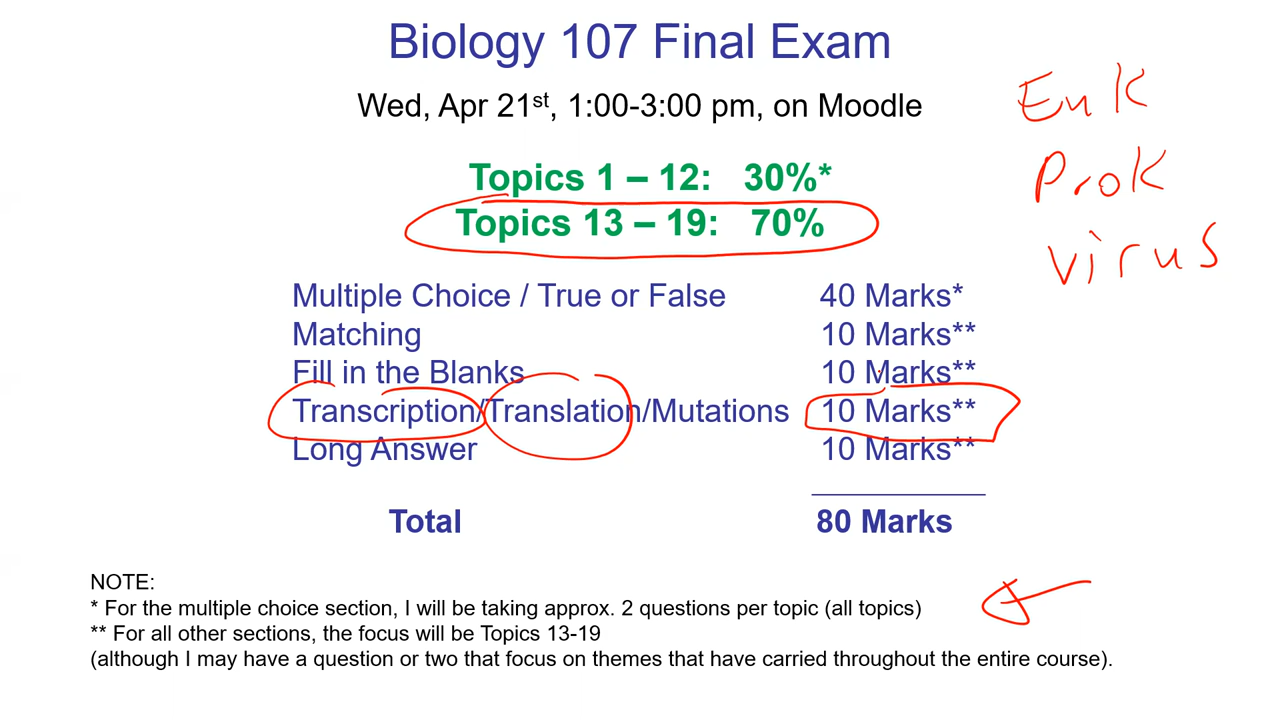 Biology 107 Final Exam
Wed, Apr 21st, 1:00-3:00 pm, on Moodle
Euk
Prok
virus
Topics 1 – 12: 30%*
Topics 13 – 19: 70%
Multiple Choice / True or False 40 Marks*
Matching 10 Marks**
Fill in the Blanks 10 Marks**
Transcription/Translation/Mutations 10 Marks**
Long Answer 10 Marks**
Total 80 Marks
NOTE:
* For the multiple choice section, I will be taking approx. 2 questions per topic (all topics)
** For all other sections, the focus will be Topics 13-19
(although I may have a question or two that focus on themes that have carried throughout the entire course).